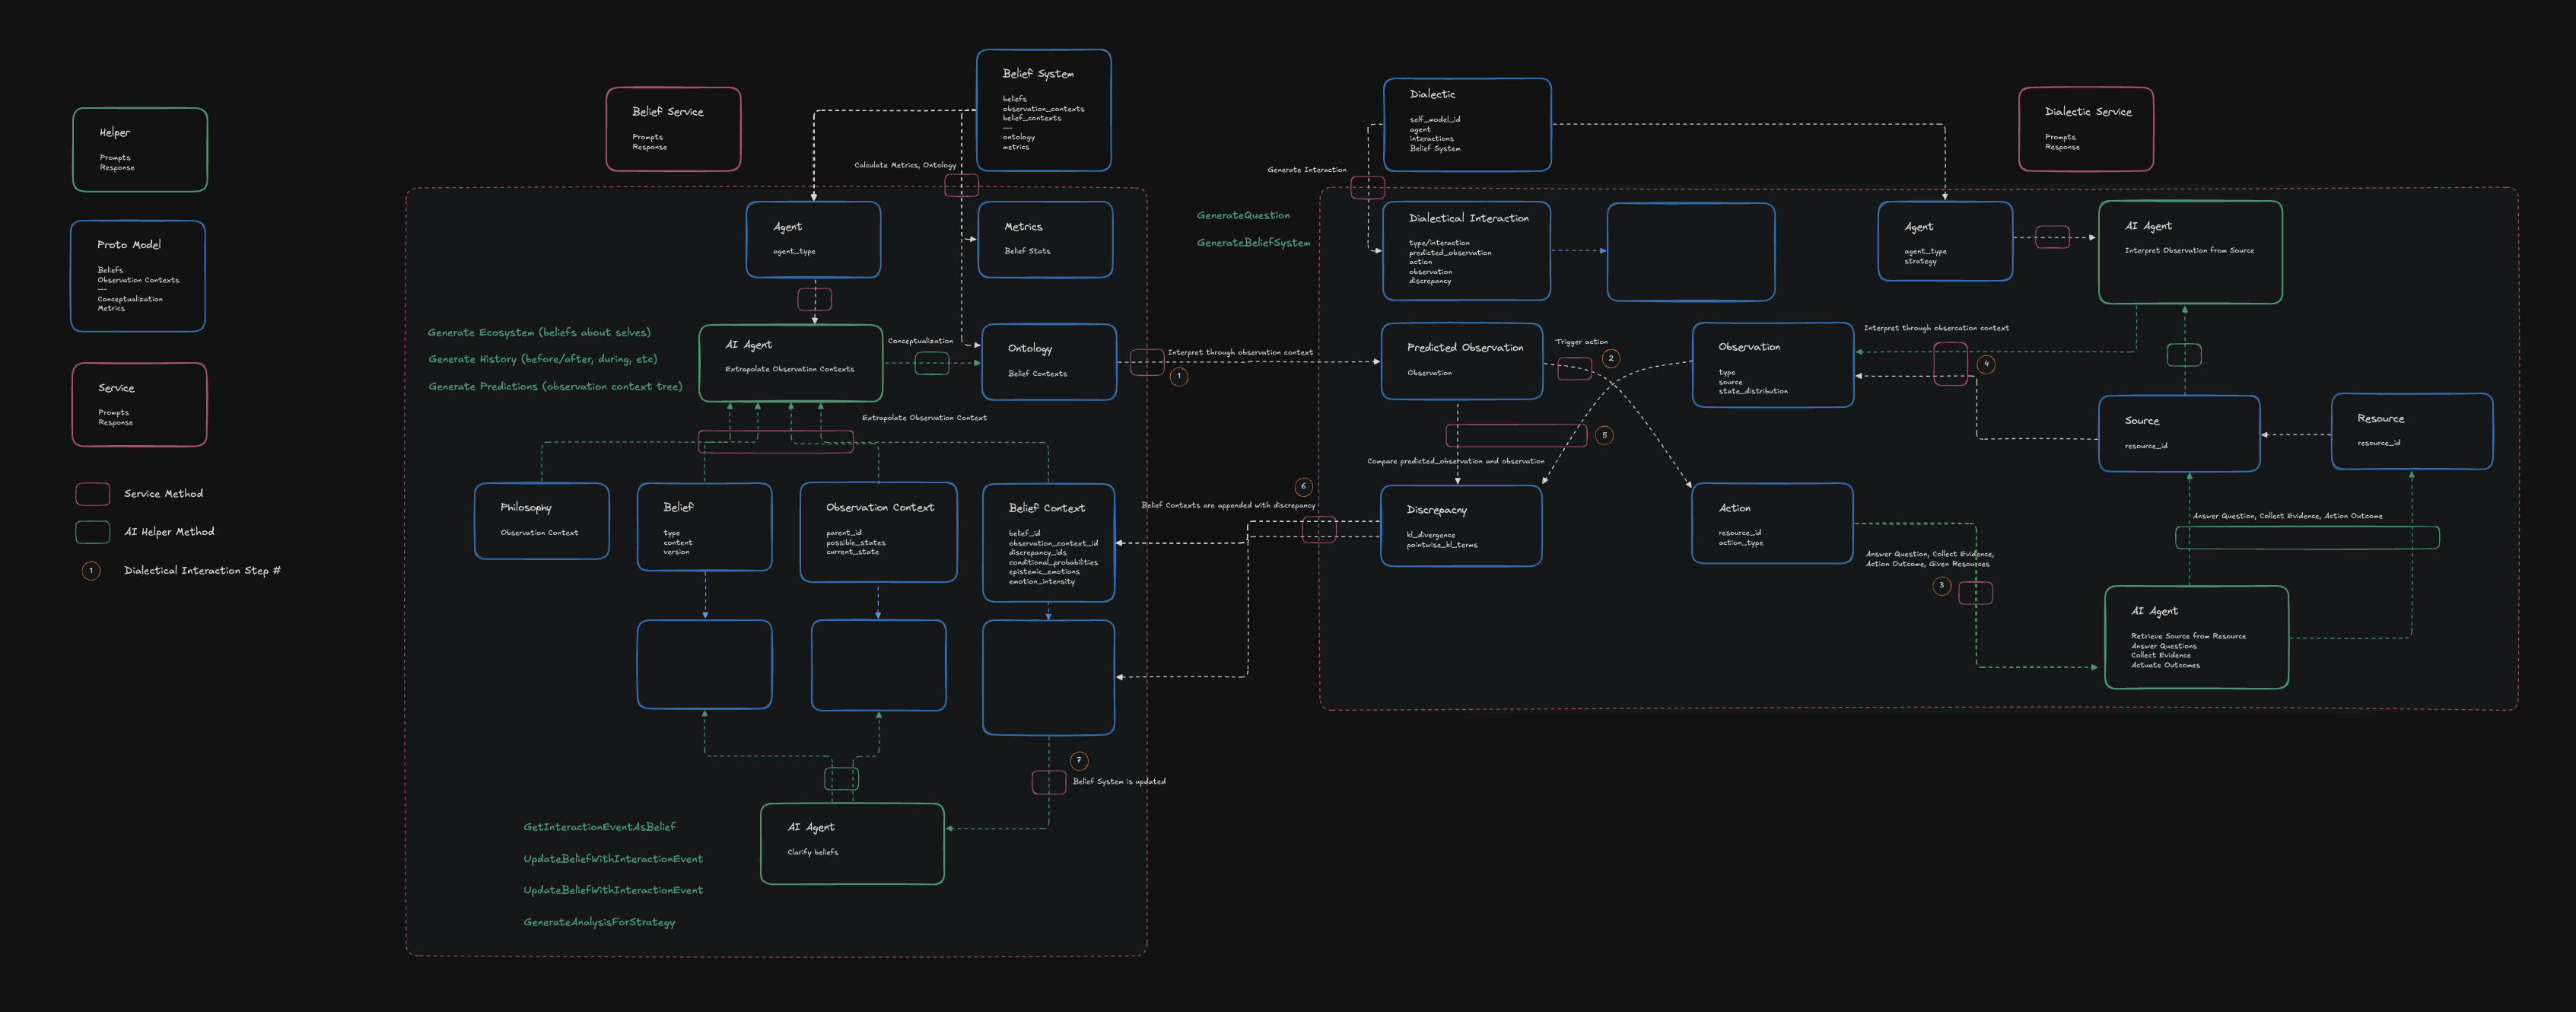 Helper
Prompts
Response
Proto Model
Beliefs
Observation Contexts
---
Conceptualization
Metrics
Service
Prompts
Response
Service Method
AI Helper Method
1
Dialectical Interaction Step #
Belief Service
Prompts
Response
Belief System
beliefs
observation_contexts
belief_contexts
---
ontology
metrics
Calculate Metrics, Ontology
Agent
agent_type
Metrics
Belief Stats
Generate Ecosystem (beliefs about selves)
Generate History (before/after, during, etc)
Generate Predictions (observation context tree)
AI Agent
Extrapolate Observation Contexts
Conceptualization
Ontology
Belief Contexts
Extrapolate Observation Context
Philosophy
Observation Context
Belief
type
content
version
Observation Context
parent_id
possible_states
current_state
Belief Context
belief_id
observation_context_id
discrepancy_ids
conditional_probabilities
epistemic_emotions
emotion_intensity
7
Belief System is updated
AI Agent
Clarify beliefs
GetInteractionEventAsBelief
UpdateBeliefWithInteractionEvent
UpdateBeliefWithInteractionEvent
GenerateAnalysisForStrategy
Dialectic
self_model_id
agent
interactions
Belief System
Dialectic Service
Prompts
Response
Generate Interaction
GenerateQuestion
GenerateBeliefSystem
Dialectical Interaction
type/interaction
predicted_observation
action
observation
discrepancy
Agent
agent_type
strategy
AI Agent
Interpret Observation from Source
Interpret through observation context
1
Predicted Observation
Observation
Trigger action
2
Observation
type
source
state_distribution
Interpret through obsercation context
4
Source
resource_id
Resource
resource_id
5
Compare predicted_observation and observation
6
Belief Contexts are appended with discrepancy
Discrepacny
kl_divergence
pointwise_kl_terms
Action
resource_id
action_type
Answer Question, Collect Evidence,
Action Outcome, Given Resources
3
Answer Question, Collect Evidence, Action Outcome
AI Agent
Retrieve Source from Resource
Answer Questions
Collect Evidence
Actuate Outcomes